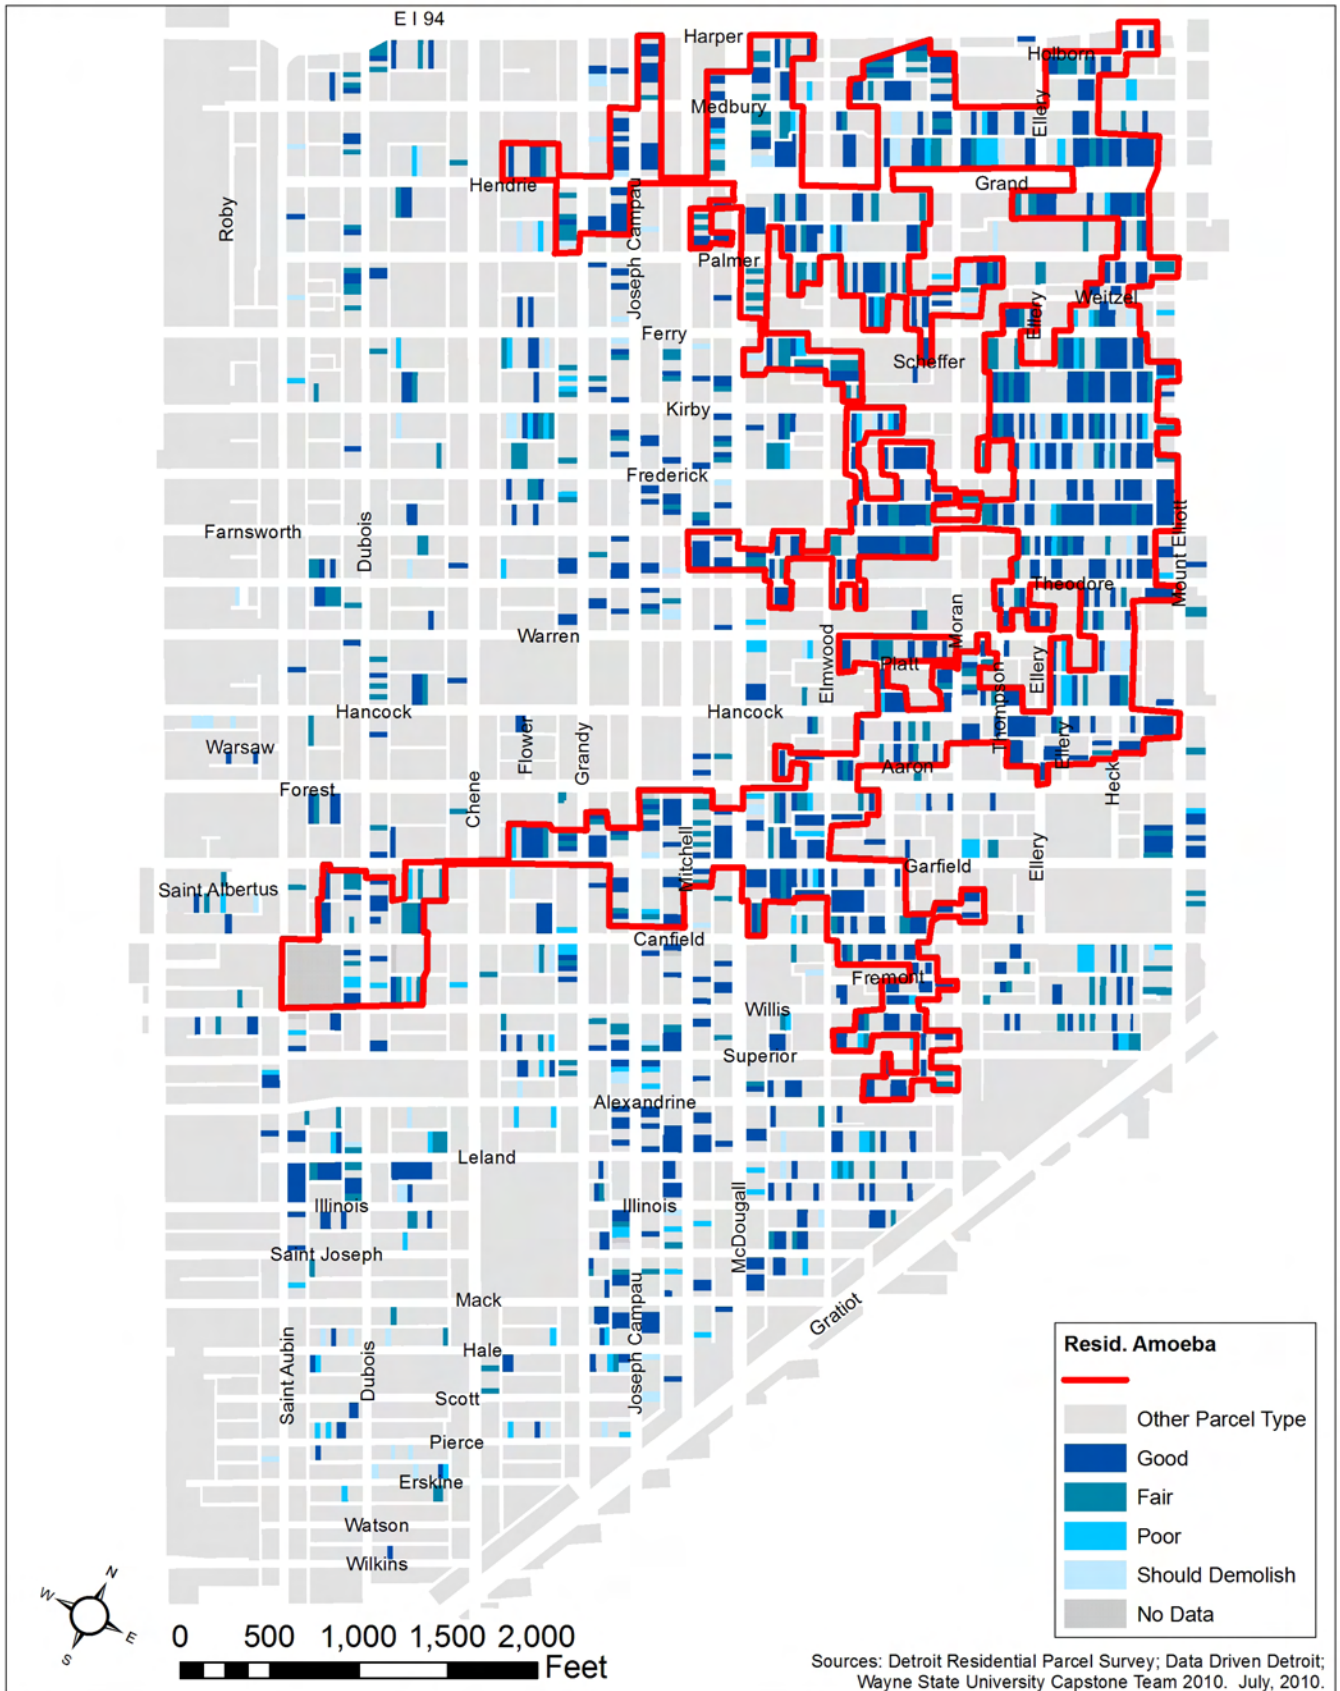 E I 94
Harper
Holborn
Medbury
Ellery
Hendrie
Grand
Roby
Joseph Campau
Palmer
Weitzel
Ellery
Ferry
Scheffer
Kirby
Frederick
Farnsworth
Dubois
Mount Elliott
Theodore
Warren
Moran
Elmwood
Platt
Ellery
Thompson
Hancock
Hancock
Warsaw
Flower
Grandy
Ellery
Aaron
Heck
Forest
Chene
Mitchell
Ellery
Garfield
Saint Albertus
Canfield
Fremont
Willis
Superior
Alexandrine
Leland
Illinois
Illinois
McDougall
Saint Joseph
Mack
Joseph Campau
Gratiot
Saint Aubin
Dubois
Hale
Scott
Pierce
Erskine
Watson
Wilkins
Resid. Amoeba
Other Parcel Type
Good
Fair
Poor
Should Demolish
No Data
N
W
E
S
0 500 1,000 1,500 2,000
Feet
Sources: Detroit Residential Parcel Survey; Data Driven Detroit;
Wayne State University Capstone Team 2010. July, 2010.